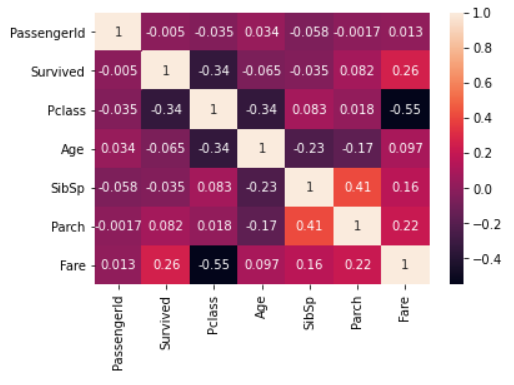 PassengerId 1 -0.005 -0.035 0.034 -0.058 -0.0017 0.013
Survived -0.005 1 -0.34 -0.065 -0.035 0.082 0.26
Pclass -0.035 -0.34 1 -0.34 0.083 0.018 -0.55
Age 0.034 -0.065 -0.34 1 -0.23 -0.17 0.097
SibSp -0.058 -0.035 0.083 -0.23 1 0.41 0.16
Parch -0.0017 0.082 0.018 -0.17 0.41 1 0.22
Fare 0.013 0.26 -0.55 0.097 0.16 0.22 1
PassengerId Survived Pclass Age SibSp Parch Fare
1.0
0.8
0.6
0.4
0.2
0.0
−0.2
−0.4